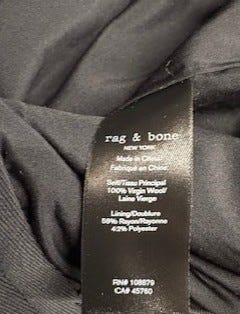 rag & bone
NEW YORK
Made in China/
Fabriqué en Chine
Self/Tissu Principal
100% Virgin Wool/
Laine Vierge
Lining/Doublure
58% Rayon/Rayonne
42% Polyester
RN# 108879
CA# 45760